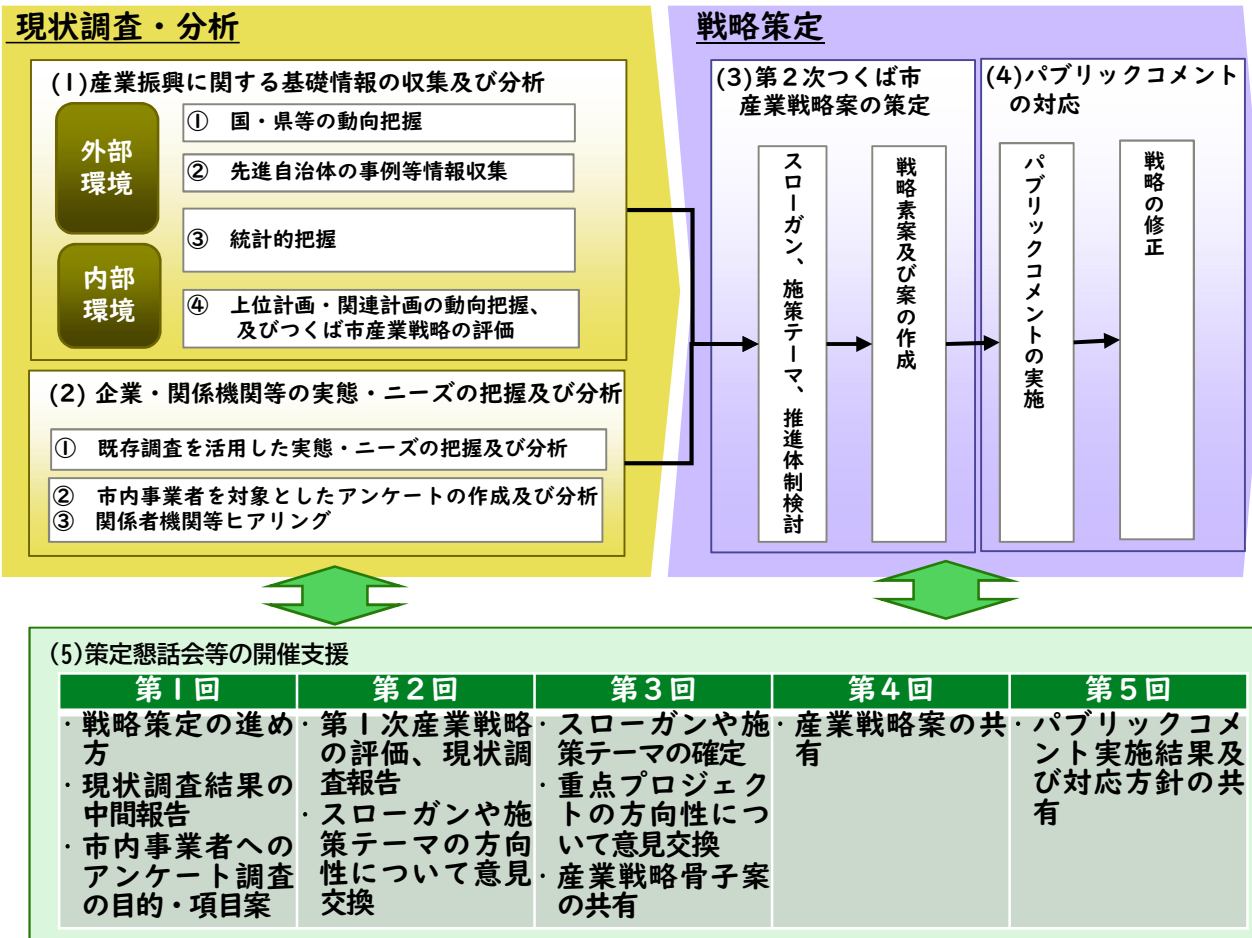 現状調査・分析
(1)産業振興に関する基礎情報の収集及び分析
外部
環境
① 国・県等の動向把握
② 先進自治体の事例等情報収集
③ 統計的把握
内部
環境
④ 上位計画・関連計画の動向把握、
及びつくば市産業戦略の評価
(2) 企業・関係機関等の実態・ニーズの把握及び分析
① 既存調査を活用した実態・ニーズの把握及び分析
② 市内事業者を対象としたアンケートの作成及び分析
③ 関係者機関等ヒアリング
戦略策定
(3)第2次つくば市
産業戦略案の策定
スローガン、施策テーマ、推進体制検討
戦略素案及び案の作成
(4)パブリックコメント
の対応
パブリックコメントの実施
戦略の修正
(5)策定懇話会等の開催支援
第1回
・戦略策定の進め
方
・現状調査結果の
中間報告
・市内事業者への
アンケート調査
の目的・項目案
第2回
・第1次産業戦略
の評価、現状調
査報告
・スローガンや施
策テーマの方向
性について意見
交換
第3回
・スローガンや施
策テーマの確定
・重点プロジェク
トの方向性につ
いて意見交換
・産業戦略骨子案
の共有
第4回
・産業戦略案の共
有
第5回
・パブリックコメ
ント実施結果及
び対応方針の共
有